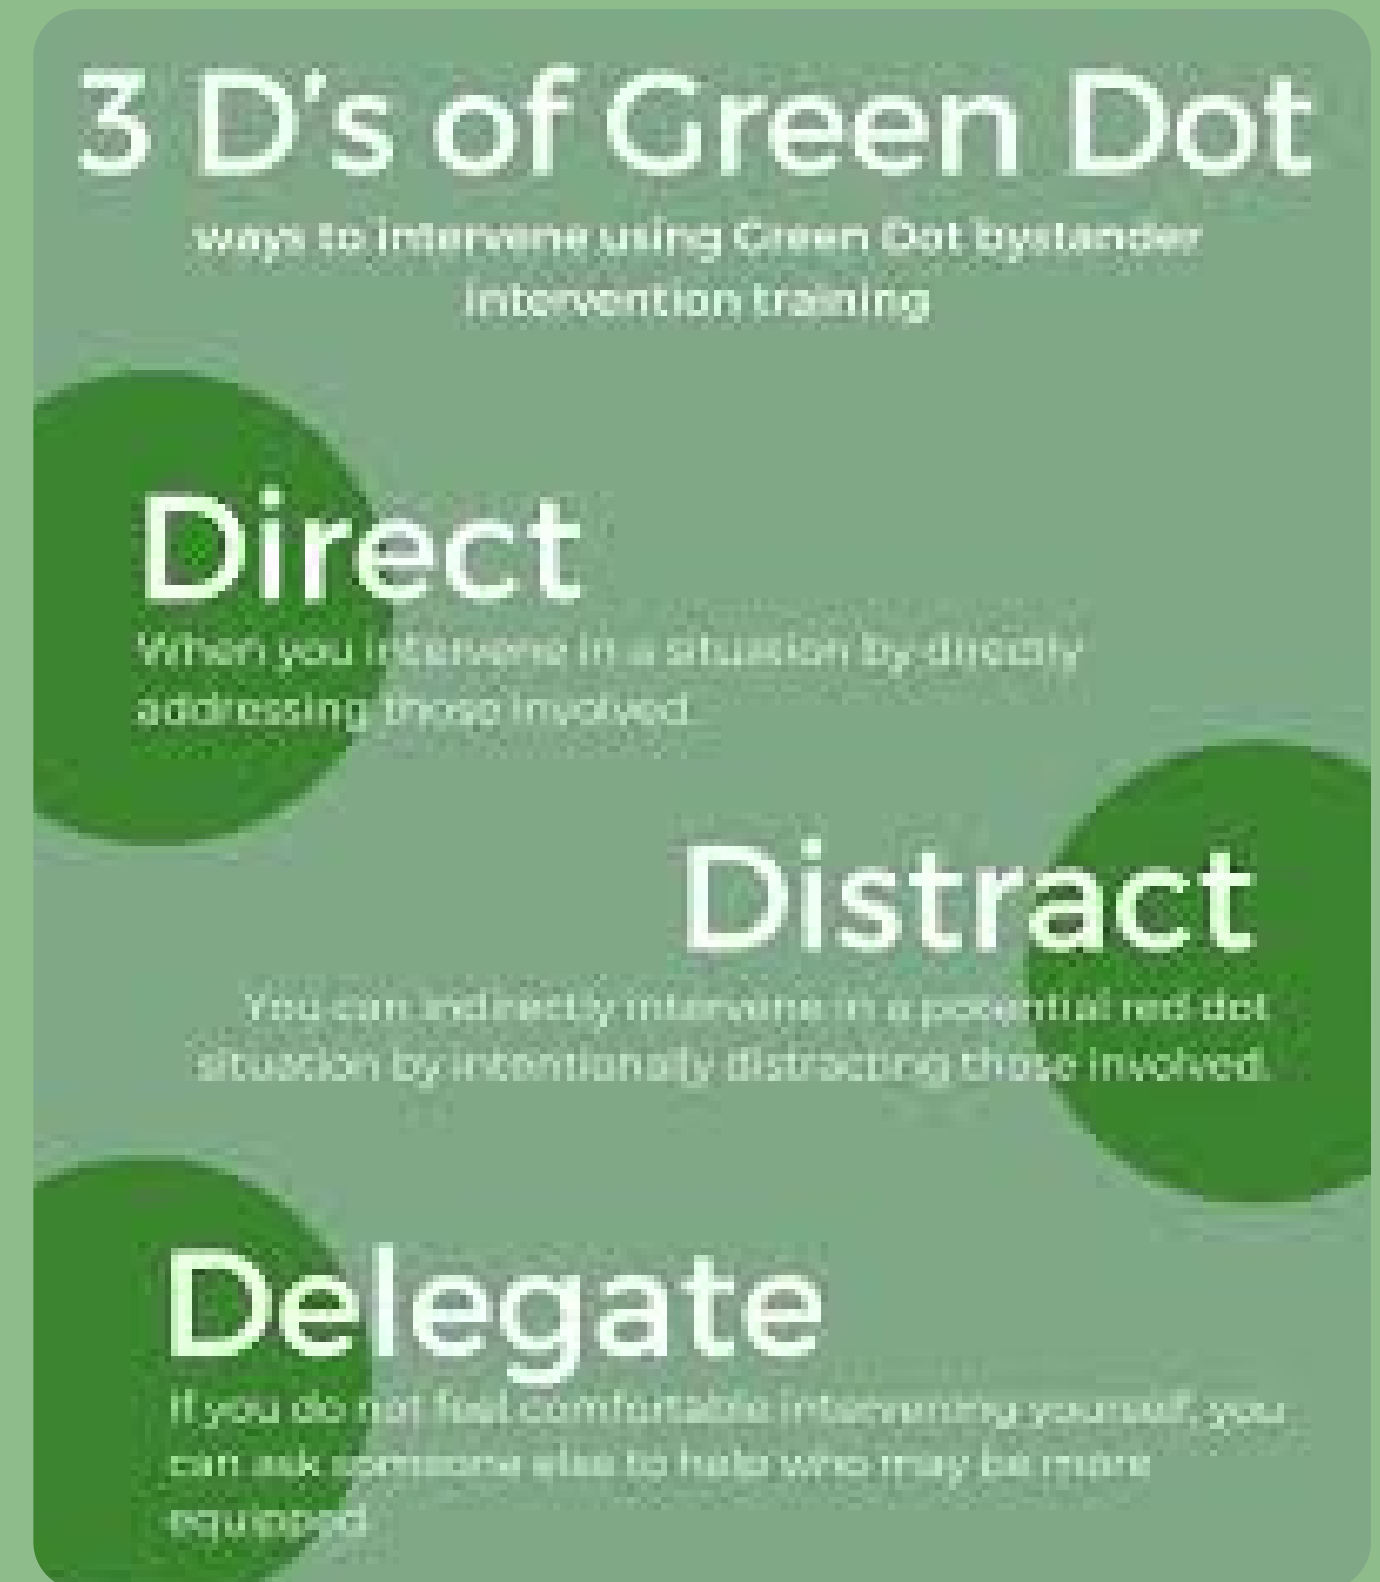 3 D's of Green Dot
ways to intervene using Green Dot bystander
intervention training
Direct
When you intervene in a situation by directly
addressing those involved.
Distract
You can indirectly intervene in a potential red dot
situation by intentionally distracting those involved.
Delegate
If you do not feel comfortable intervening yourself, you
can ask someone else to help who may be more
equipped.